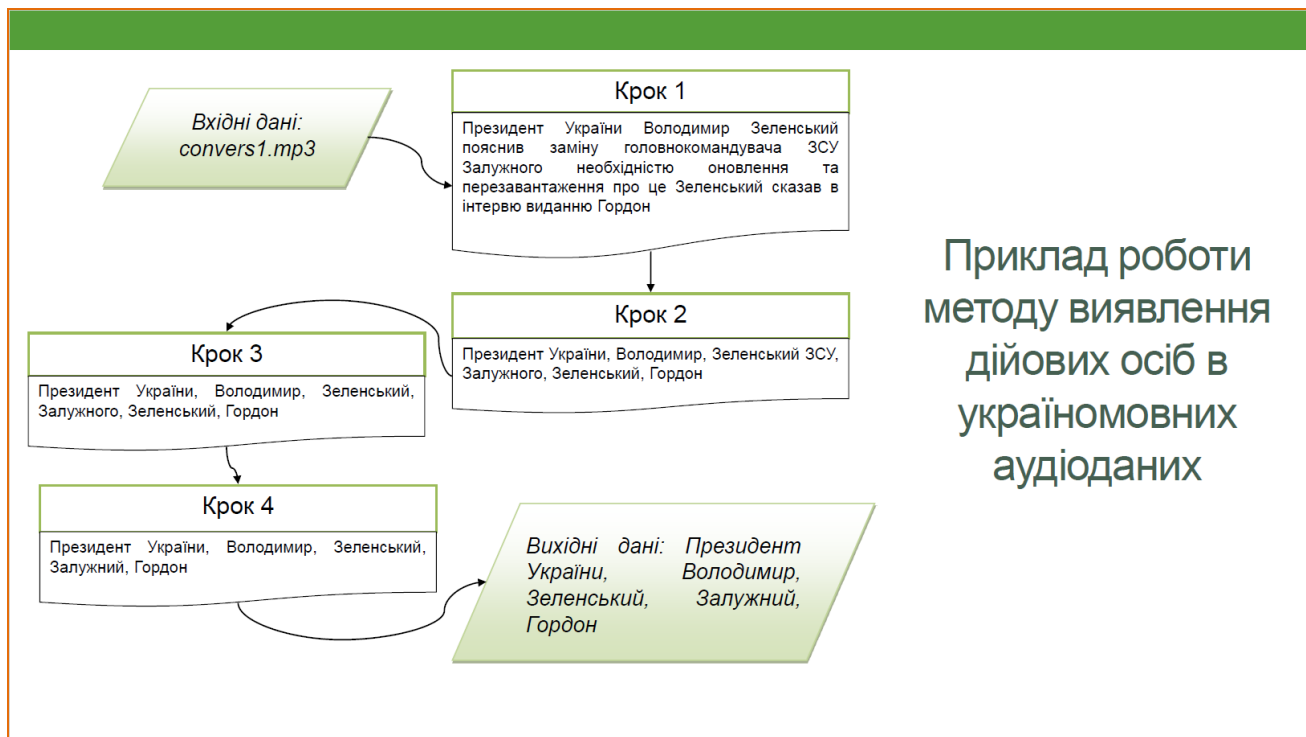 Вхідні дані:
convers1.mp3
Крок 1
Президент України Володимир Зеленський
пояснив заміну головнокомандувача ЗСУ
Залужного необхідністю оновлення та
перезавантаження про це Зеленський сказав в
інтервю виданню Гордон
Крок 2
Президент України, Володимир, Зеленський ЗСУ,
Залужного, Зеленський, Гордон
Крок 3
Президент України, Володимир, Зеленський,
Залужного, Зеленський, Гордон
Крок 4
Президент України, Володимир, Зеленський,
Залужний, Гордон
Вихідні дані: Президент
України, Володимир,
Зеленський, Залужний,
Гордон
Приклад роботи
методу виявлення
дійових осіб в
україномовних
аудіоданих